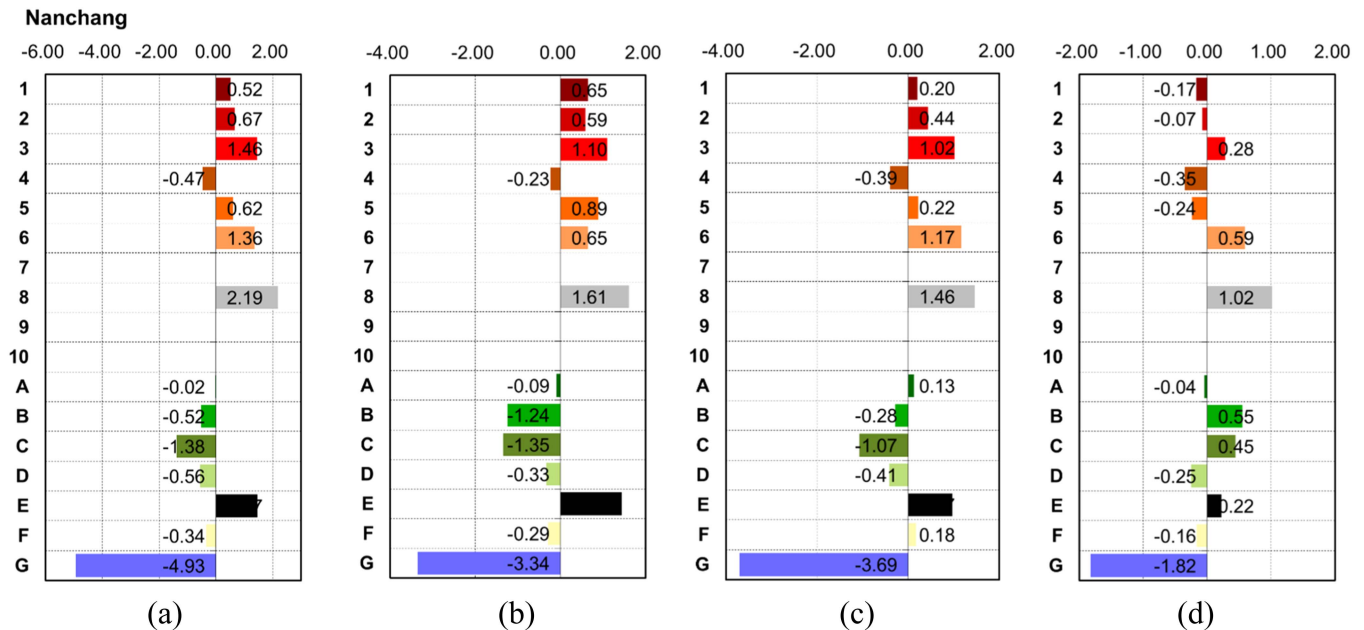 Nanchang
-6.00 -4.00 -2.00 0.00 2.00 -4.00 -2.00 0.00 2.00 -4.00 -2.00 0.00 2.00 -2.00 -1.00 0.00 1.00 2.00
1 0.52 1 0.65 1 0.20 1 -0.17
2 0.67 2 0.59 2 0.44 2 -0.07
3 1.46 3 1.10 3 1.02 3 0.28
4 -0.47 4 -0.23 4 -0.39 4 -0.35
5 0.62 5 0.89 5 0.22 5 -0.24
6 1.36 6 0.65 6 1.17 6 0.59
7 7 7 7
8 2.19 8 1.61 8 1.46 8 1.02
9 9 9 9
10 10 10 10
A -0.02 A -0.09 A 0.13 A -0.04
B -0.52 B -1.24 B -0.28 B 0.55
C -1.38 C -1.35 C -1.07 C 0.45
D -0.56 D -0.33 D -0.41 D -0.25
E E E E 0.22
F -0.34 F -0.29 F 0.18 F -0.16
G -4.93 G -3.34 G -3.69 G -1.82
(a) (b) (c) (d)